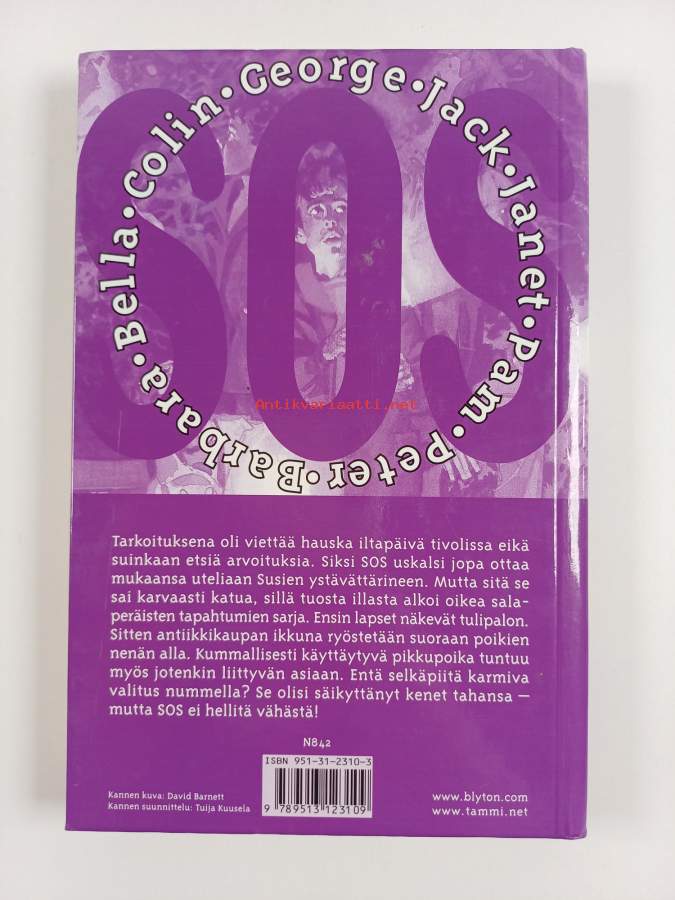 SOS
Bella • Colin • George • Jack • Janet • Pam • Peter • Barbara •
Antikvariaatti.net
Tarkoituksena oli viettää hauska iltapäivä tivolissa eikä
suinkaan etsiä arvoituksia. Siksi SOS uskalsi jopa ottaa
mukaansa uteliaan Susien ystävättärineen. Mutta sitä se
sai karvaasti katua, sillä tuosta illasta alkoi oikea sala-
peräisten tapahtumien sarja. Ensin lapset näkevät tulipalon.
Sitten antiikkikaupan ikkuna ryöstetään suoraan poikien
nenän alla. Kummallisesti käyttäytyvä pikkupoika tuntuu
myös jotenkin liittyvän asiaan. Entä selkäpiitä karmiva
valitus nummella? Se olisi säikyttänyt kenet tahansa –
mutta SOS ei hellitä vähästä!
N842
ISBN 951-31-2310-3
9 789513 123109
Kannen kuva: David Barnett
Kannen suunnittelu: Tuija Kuusela
www.blyton.com
www.tammi.net